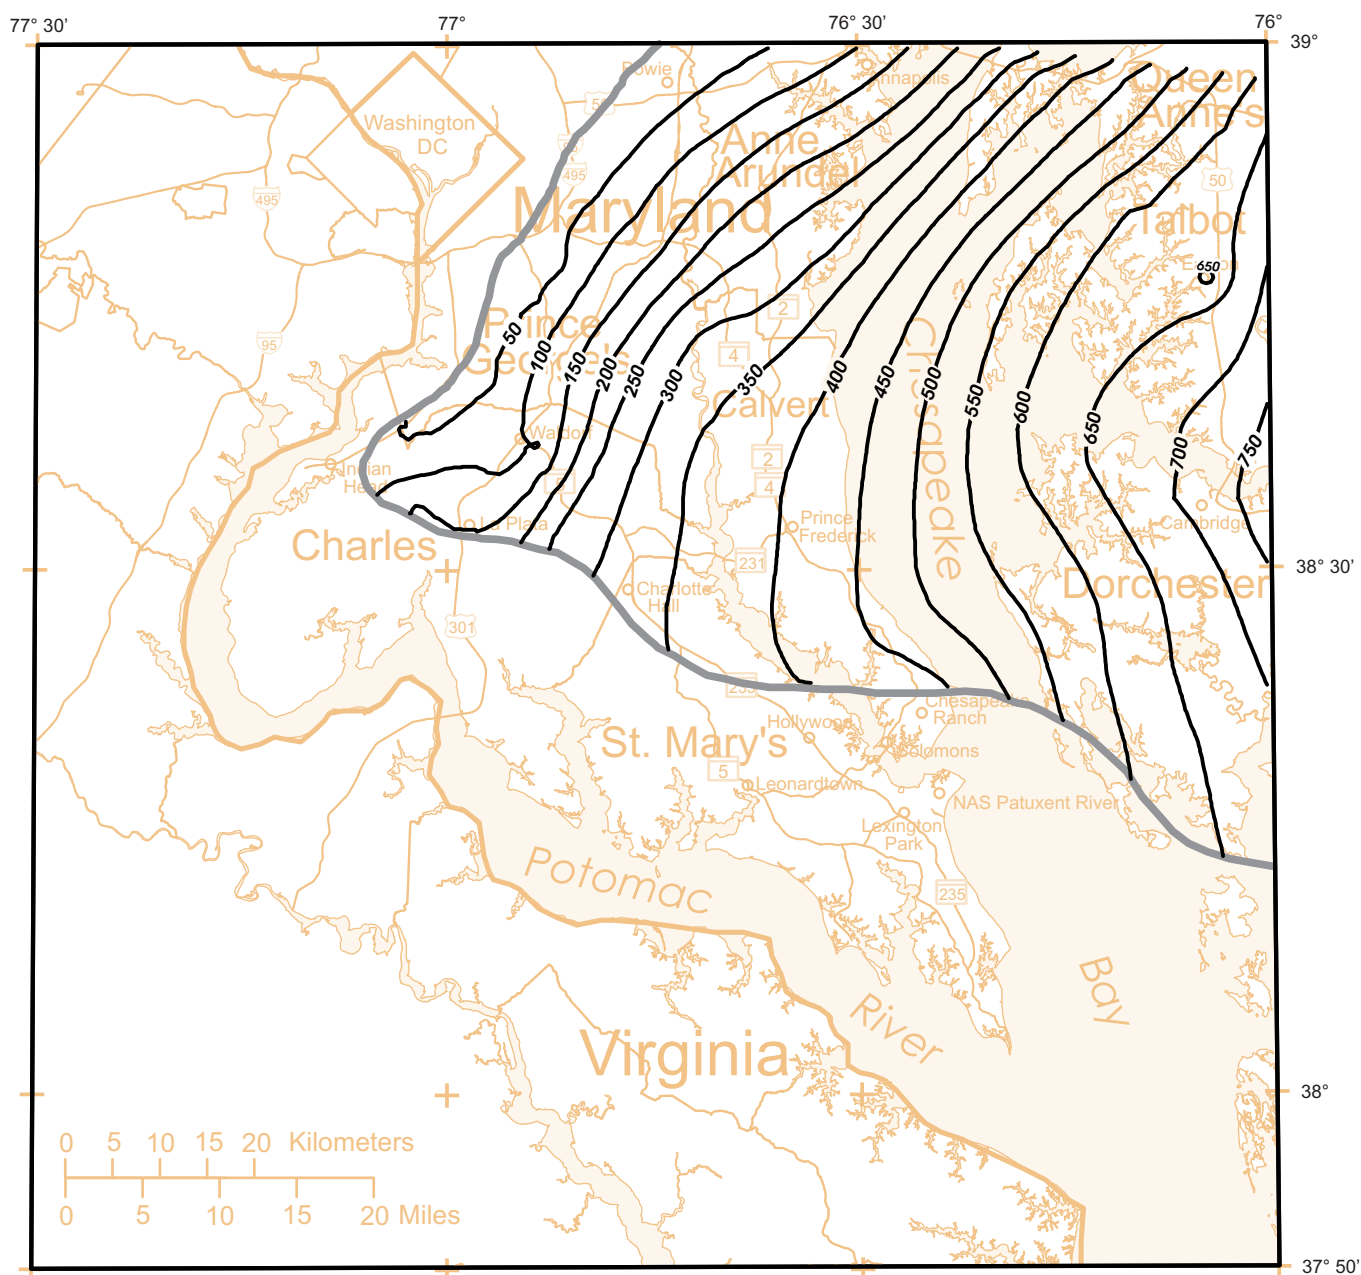 77° 30'
77°
76° 30'
76°
39°
Bowie
Annapolis
Queen
Anne's
50
Washington
DC
Anne
Arundel
495
495
50
Maryland
Talbot
Easton
650
Prince
George's
2
95
4
50
100
150
200
250
300
350
400
450
500
550
600
650
700
750
Calvert
Chesapeake
Waldorf
2
4
Indian
Head
5
La Plata
Prince
Frederick
Cambridge
Charles
231
38° 30'
Dorchester
Charlotte
Hall
301
235
Chesapeake
Ranch
Hollywood
St. Mary's
Solomons
5
Leonardtown
NAS Patuxent River
Lexington
Park
Potomac
235
Bay
River
Virginia
38°
0 5 10 15 20 Kilometers
0 5 10 15 20 Miles
37° 50'